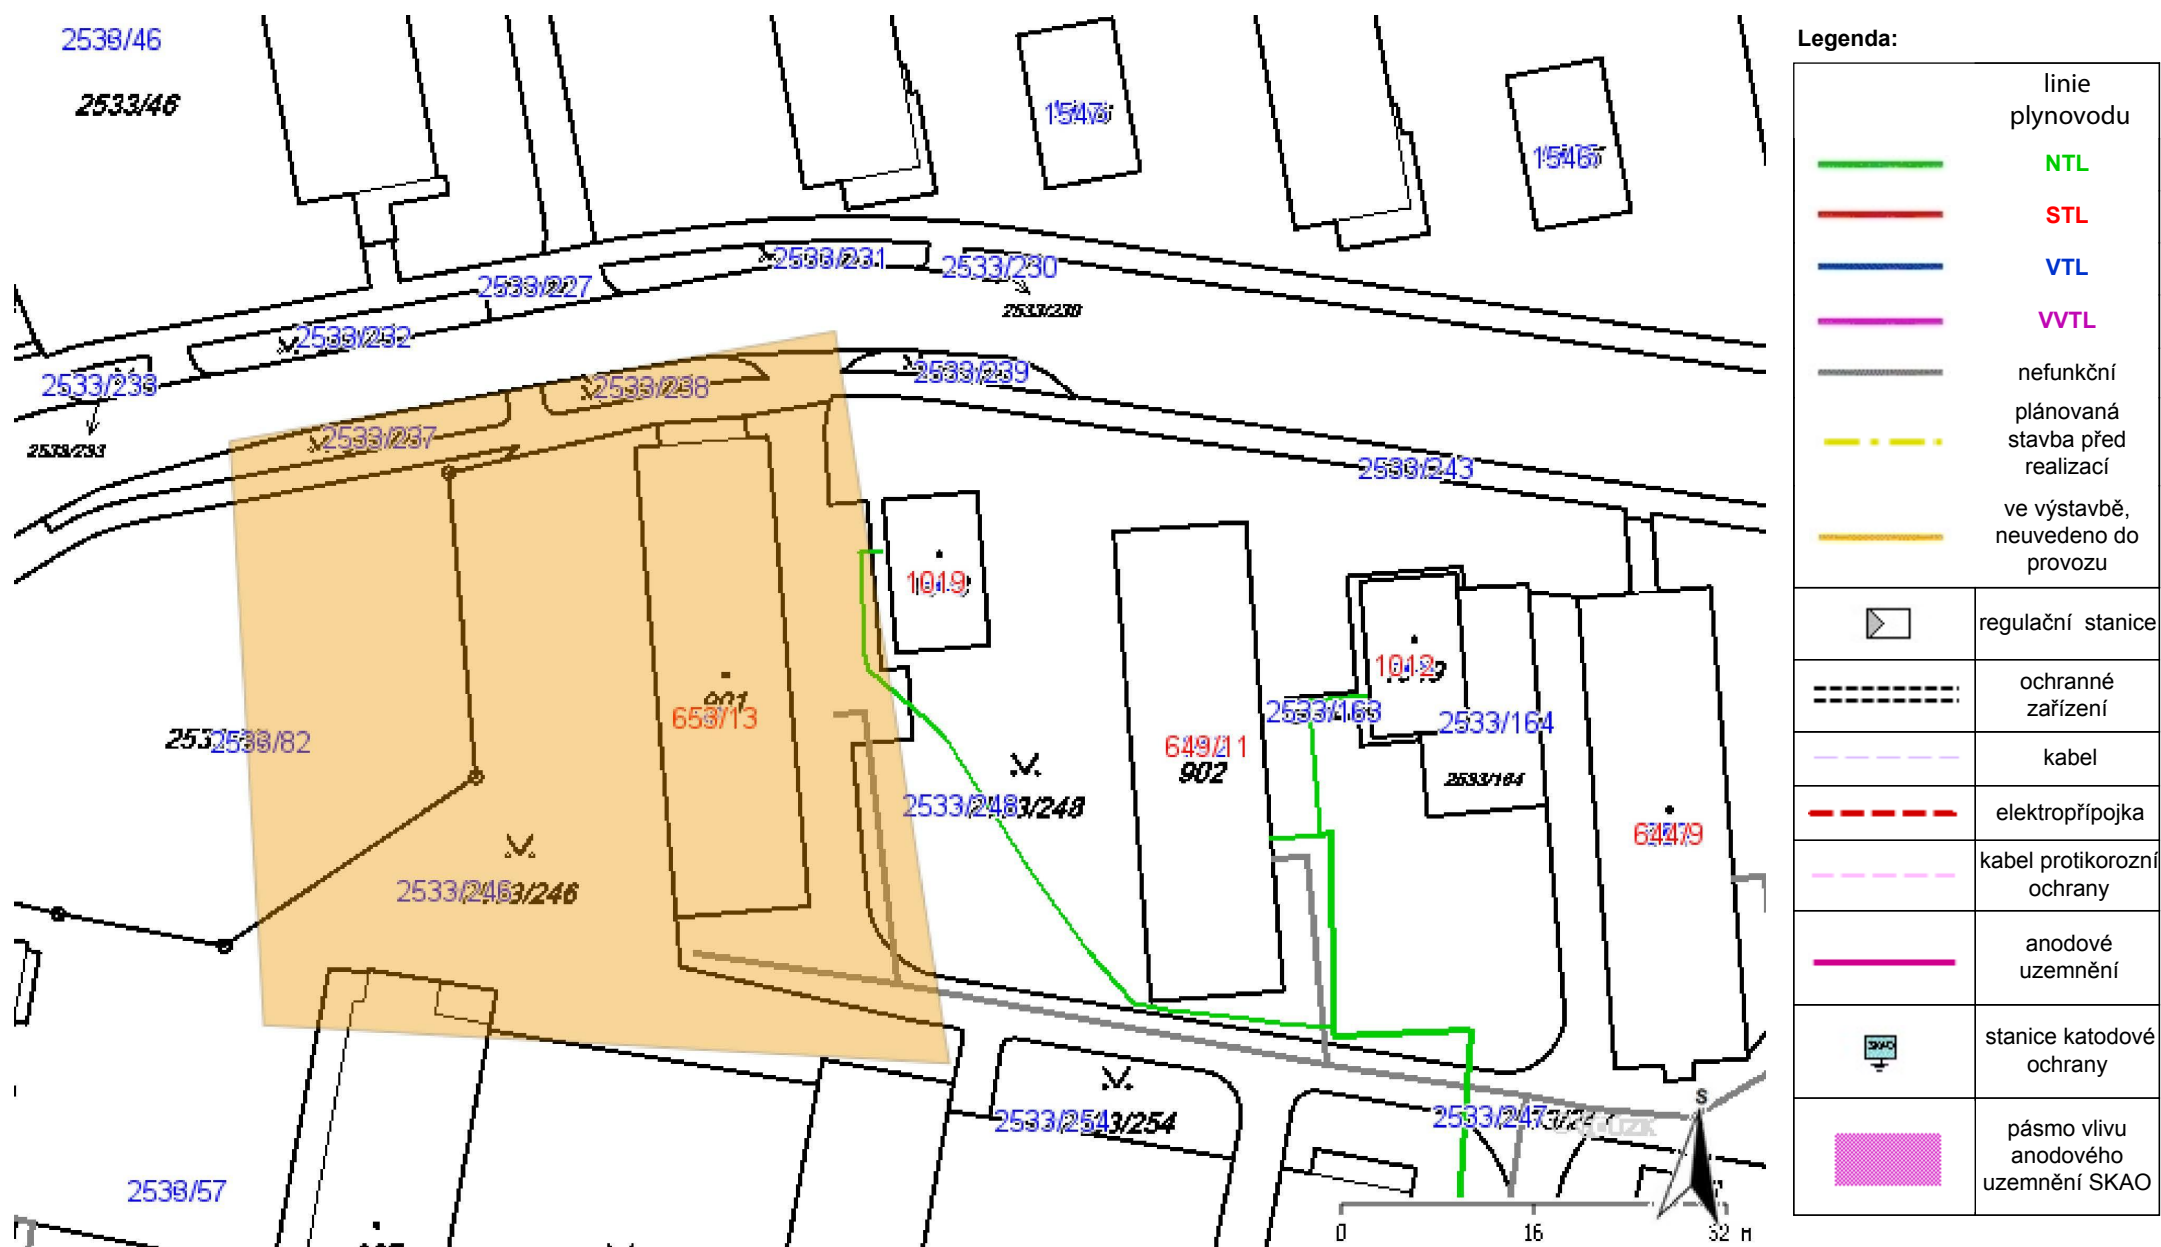 2533/46
2533/46
1547
1546
2533/231
2533/230
2533/230
2533/227
2533/232
2533/233
2533/233
2533/238
2533/239
2533/237
2533/243
1019
1012
901
653/13
2533/163
2533/164
2533/164
649/11
902
2533/82
2533/248
644/9
2533/246
2533/254
2533/247
2533/57
S
0 16 32 M
Legenda:
linie
plynovodu
NTL
STL
VTL
VVTL
nefunkční
plánovaná
stavba před
realizací
ve výstavbě,
neuvedeno do
provozu
regulační stanice
ochranné
zařízení
kabel
elektropřípojka
kabel protikorozní
ochrany
anodové
uzemnění
SKAO
stanice katodové
ochrany
pásmo vlivu
anodového
uzemnění SKAO